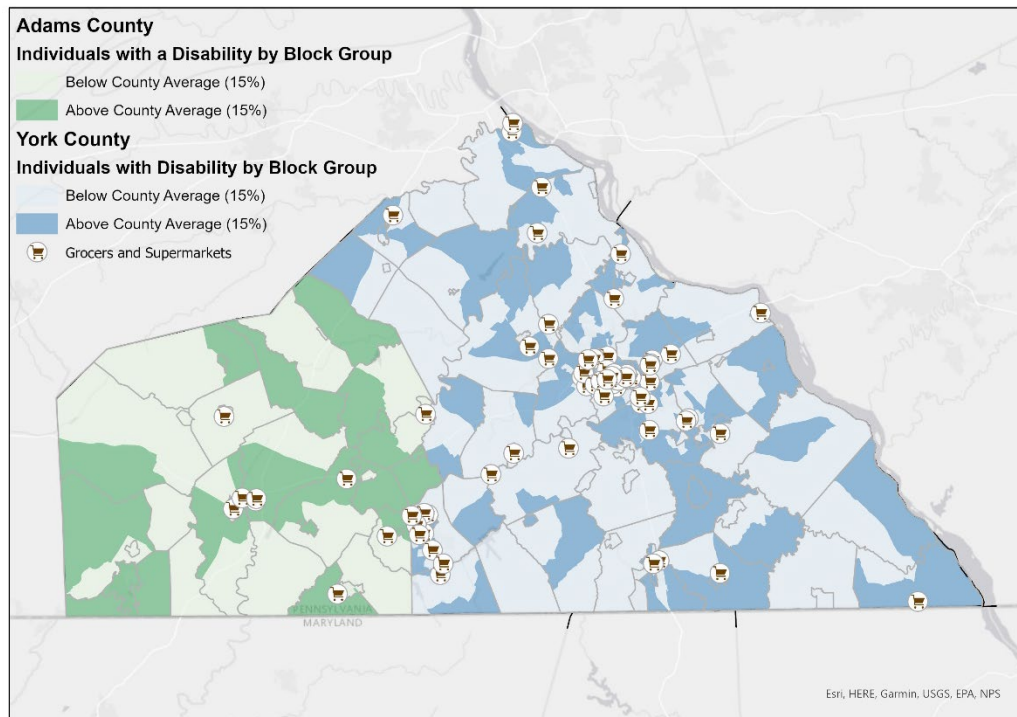 Adams County
Individuals with a Disability by Block Group
Below County Average (15%)
Above County Average (15%)
York County
Individuals with Disability by Block Group
Below County Average (15%)
Above County Average (15%)
Grocers and Supermarkets
PENNSYLVANIA
MARYLAND
Esri, HERE, Garmin, USGS, EPA, NPS